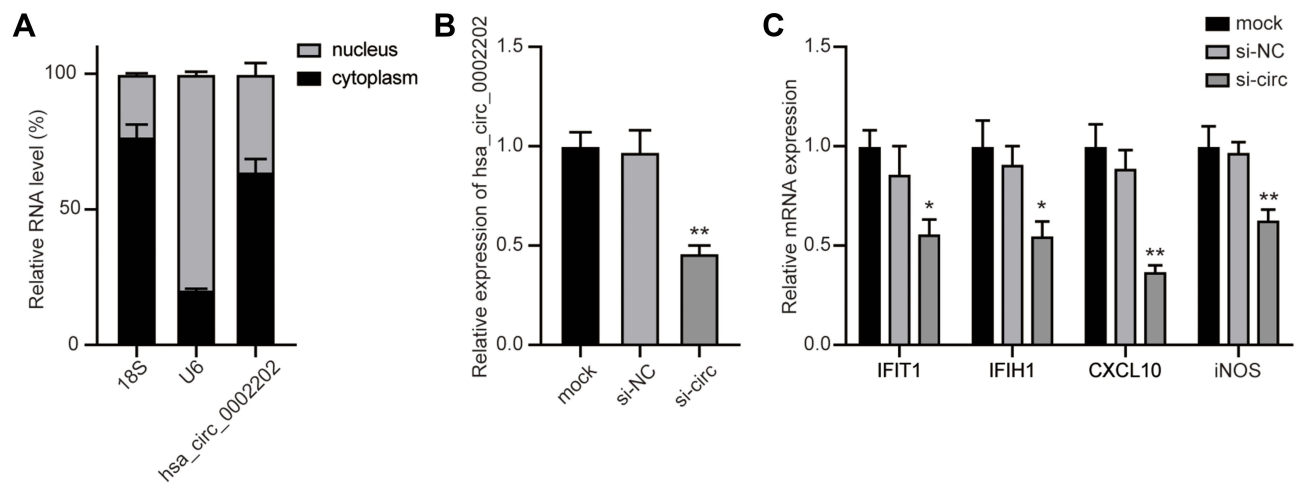 A
Relative RNA level (%)
100
50
0
18S
U6
hsa_circ_0002202
nucleus
cytoplasm
B
Relative expression of hsa_circ_0002202
1.5
1.0
0.5
0.0
**
mock
si-NC
si-circ
C
mock
si-NC
si-circ
Relative mRNA expression
1.5
1.0
0.5
0.0
*
*
**
**
IFIT1
IFIH1
CXCL10
iNOS